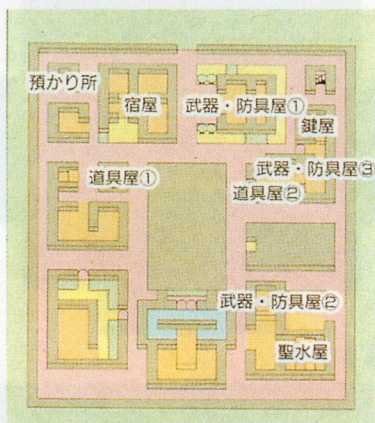 預かり所
宿屋
武器・防具屋①
鍵屋
道具屋①
武器・防具屋③
道具屋②
武器・防具屋②
聖水屋